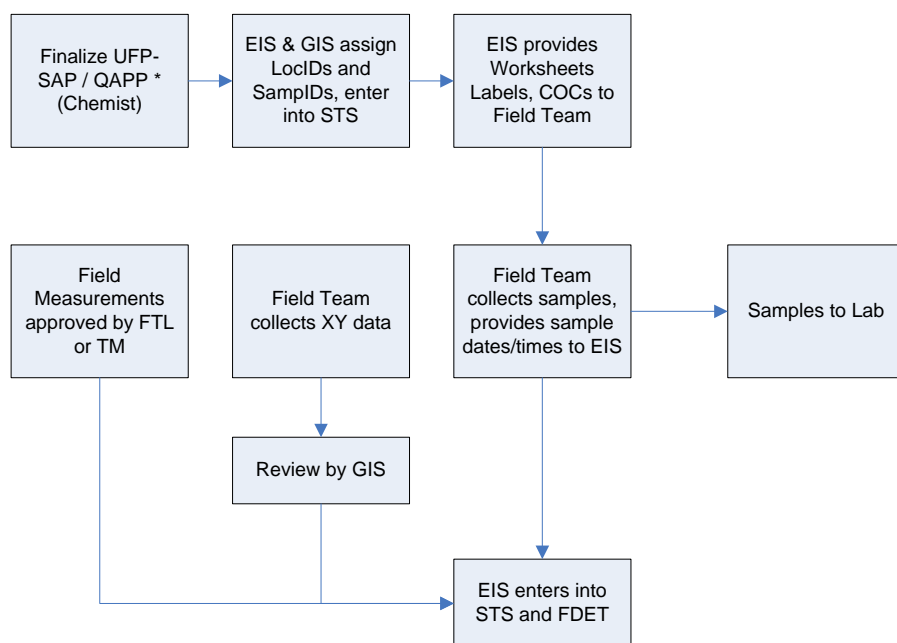 Finalize UFP-
SAP / QAPP *
(Chemist)
EIS & GIS assign
LocIDs and
SampIDs, enter
into STS
EIS provides
Worksheets
Labels, COCs to
Field Team
Field
Measurements
approved by FTL
or TM
Field Team
collects XY data
Field Team
collects samples,
provides sample
dates/times to EIS
Samples to Lab
Review by GIS
EIS enters into
STS and FDET